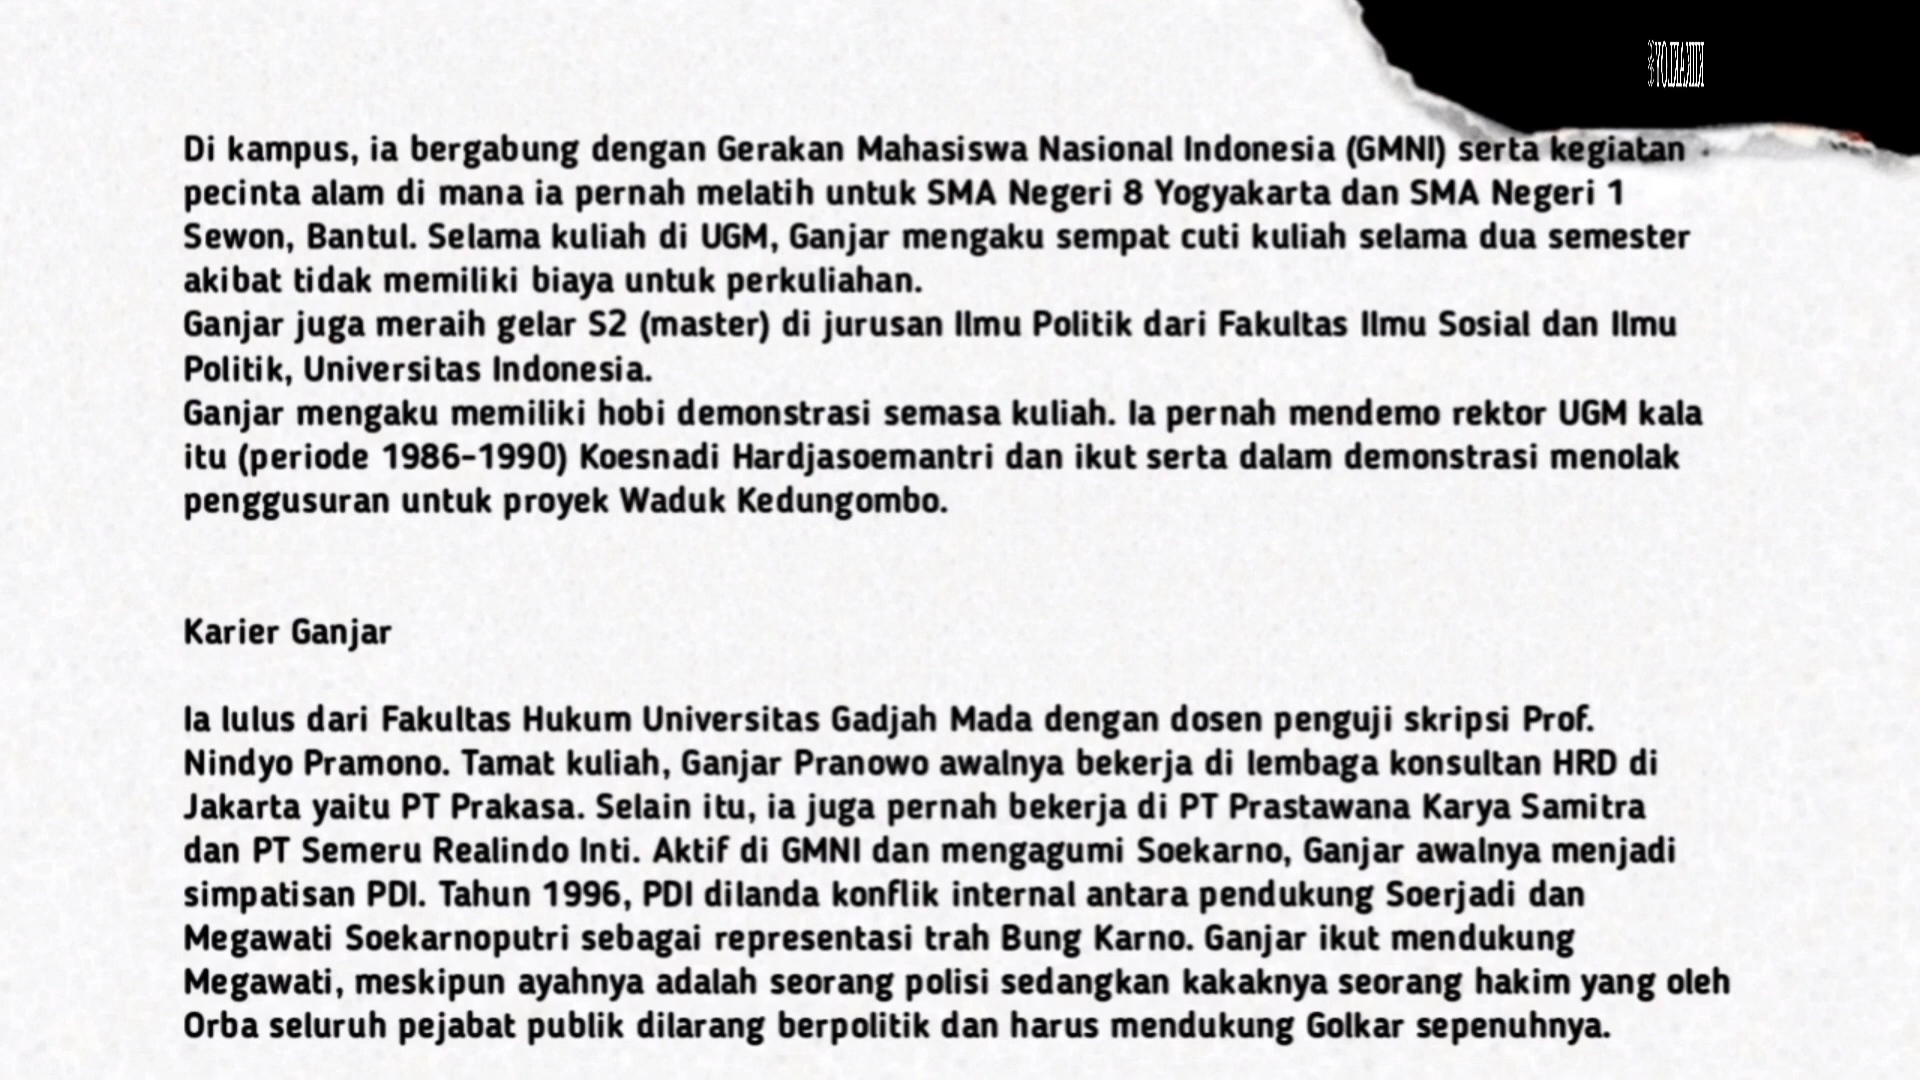 Di kampus, ia bergabung dengan Gerakan Mahasiswa Nasional Indonesia (GMNI) serta kegiatan
pecinta alam di mana ia pernah melatih untuk SMA Negeri 8 Yogyakarta dan SMA Negeri 1
Sewon, Bantul. Selama kuliah di UGM, Ganjar mengaku sempat cuti kuliah selama dua semester
akibat tidak memiliki biaya untuk perkuliahan.
Ganjar juga meraih gelar S2 (master) di jurusan Ilmu Politik dari Fakultas Ilmu Sosial dan Ilmu
Politik, Universitas Indonesia.
Ganjar mengaku memiliki hobi demonstrasi semasa kuliah. Ia pernah mendemo rektor UGM kala
itu (periode 1986-1990) Koesnadi Hardjasoemantri dan ikut serta dalam demonstrasi menolak
penggusuran untuk proyek Waduk Kedungombo.
Karier Ganjar
Ia lulus dari Fakultas Hukum Universitas Gadjah Mada dengan dosen penguji skripsi Prof.
Nindyo Pramono. Tamat kuliah, Ganjar Pranowo awalnya bekerja di lembaga konsultan HRD di
Jakarta yaitu PT Prakasa. Selain itu, ia juga pernah bekerja di PT Prastawana Karya Samitra
dan PT Semeru Realindo Inti. Aktif di GMNI dan mengagumi Soekarno, Ganjar awalnya menjadi
simpatisan PDI. Tahun 1996, PDI dilanda konflik internal antara pendukung Soerjadi dan
Megawati Soekarnoputri sebagai representasi trah Bung Karno. Ganjar ikut mendukung
Megawati, meskipun ayahnya adalah seorang polisi sedangkan kakaknya seorang hakim yang oleh
Orba seluruh pejabat publik dilarang berpolitik dan harus mendukung Golkar sepenuhnya.